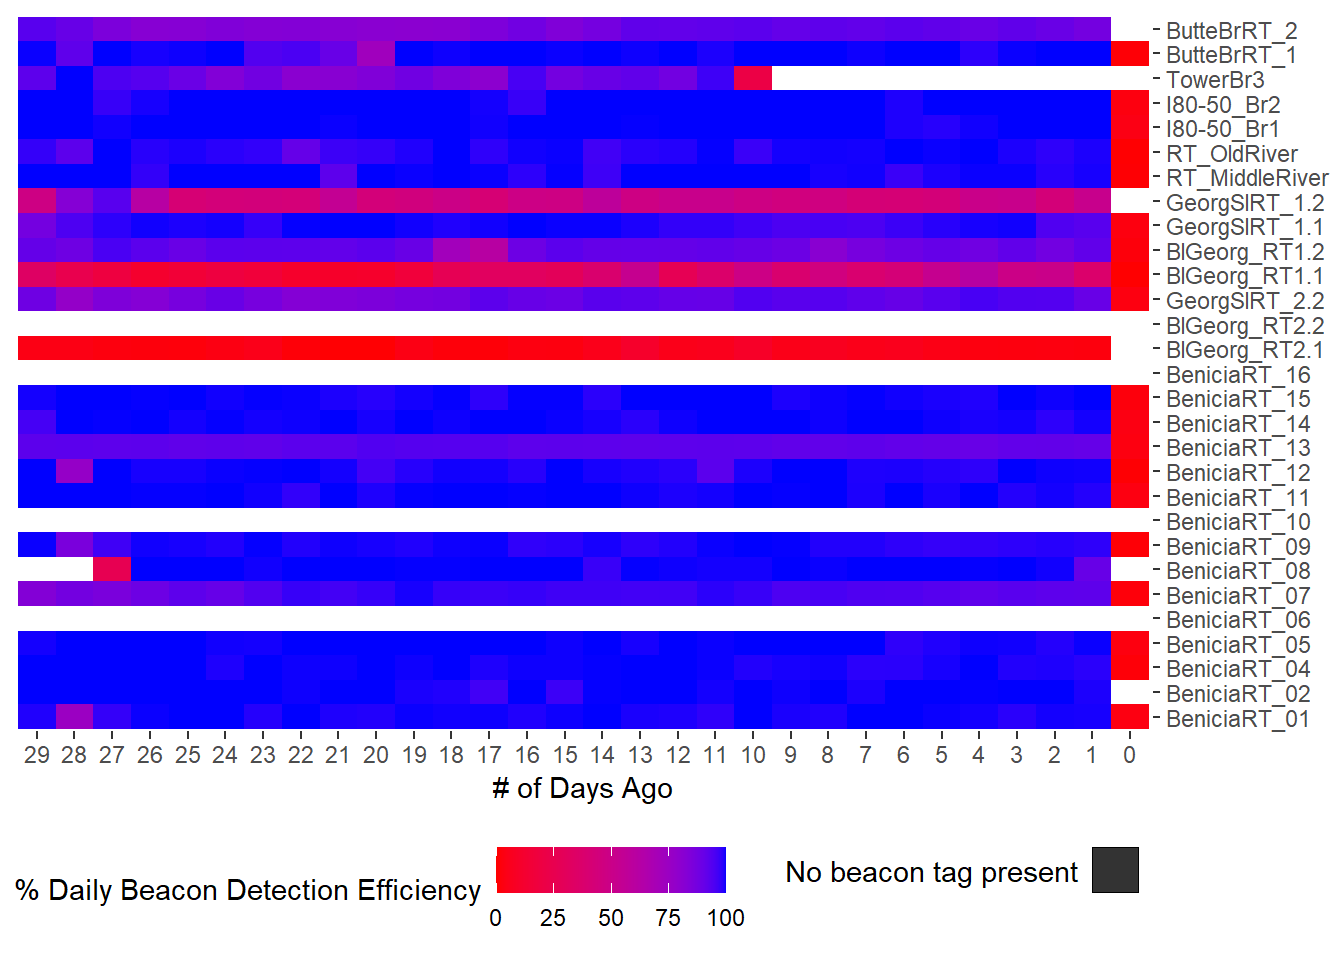 ButteBrRT_2
ButteBrRT_1
TowerBr3
I80-50_Br2
I80-50_Br1
RT_OldRiver
RT_MiddleRiver
GeorgSlRT_1.2
GeorgSlRT_1.1
BlGeorg_RT1.2
BlGeorg_RT1.1
GeorgSlRT_2.2
BlGeorg_RT2.2
BlGeorg_RT2.1
BeniciaRT_16
BeniciaRT_15
BeniciaRT_14
BeniciaRT_13
BeniciaRT_12
BeniciaRT_11
BeniciaRT_10
BeniciaRT_09
BeniciaRT_08
BeniciaRT_07
BeniciaRT_06
BeniciaRT_05
BeniciaRT_04
BeniciaRT_02
BeniciaRT_01
29 28 27 26 25 24 23 22 21 20 19 18 17 16 15 14 13 12 11 10 9 8 7 6 5 4 3 2 1 0
# of Days Ago
% Daily Beacon Detection Efficiency
0 25 50 75 100
No beacon tag present